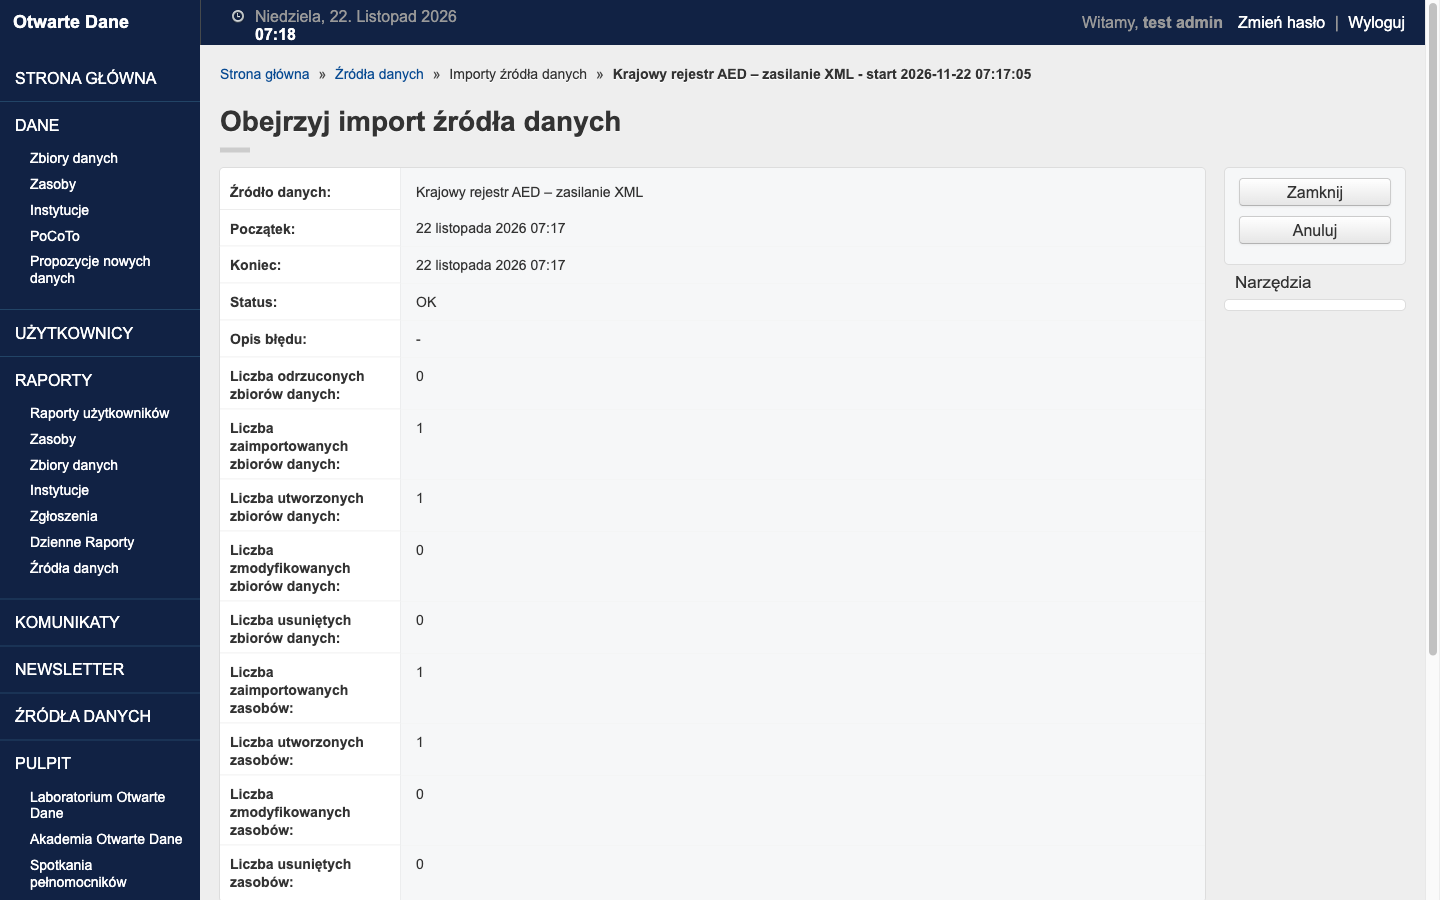 Otwarte Dane
Niedziela, 22. Listopad 2026
07:18
Witamy, test admin Zmień hasło | Wyloguj
STRONA GŁÓWNA
DANE
Zbiory danych
Zasoby
Instytucje
PoCoTo
Propozycje nowych
danych
UŻYTKOWNICY
RAPORTY
Raporty użytkowników
Zasoby
Zbiory danych
Instytucje
Zgłoszenia
Dzienne Raporty
Źródła danych
KOMUNIKATY
NEWSLETTER
ŹRÓDŁA DANYCH
PULPIT
Laboratorium Otwarte
Dane
Akademia Otwarte Dane
Spotkania
pełnomocników
Strona główna » Źródła danych » Importy źródła danych » Krajowy rejestr AED – zasilanie XML - start 2026-11-22 07:17:05
Obejrzyj import źródła danych
Źródło danych: Krajowy rejestr AED – zasilanie XML
Początek: 22 listopada 2026 07:17
Koniec: 22 listopada 2026 07:17
Status: OK
Opis błędu: -
Liczba odrzuconych 0
zbiorów danych:
Liczba 1
zaimportowanych
zbiorów danych:
Liczba utworzonych 1
zbiorów danych:
Liczba 0
zmodyfikowanych
zbiorów danych:
Liczba usuniętych 0
zbiorów danych:
Liczba 1
zaimportowanych
zasobów:
Liczba utworzonych 1
zasobów:
Liczba 0
zmodyfikowanych
zasobów:
Liczba usuniętych 0
zasobów:
Zamknij
Anuluj
Narzędzia